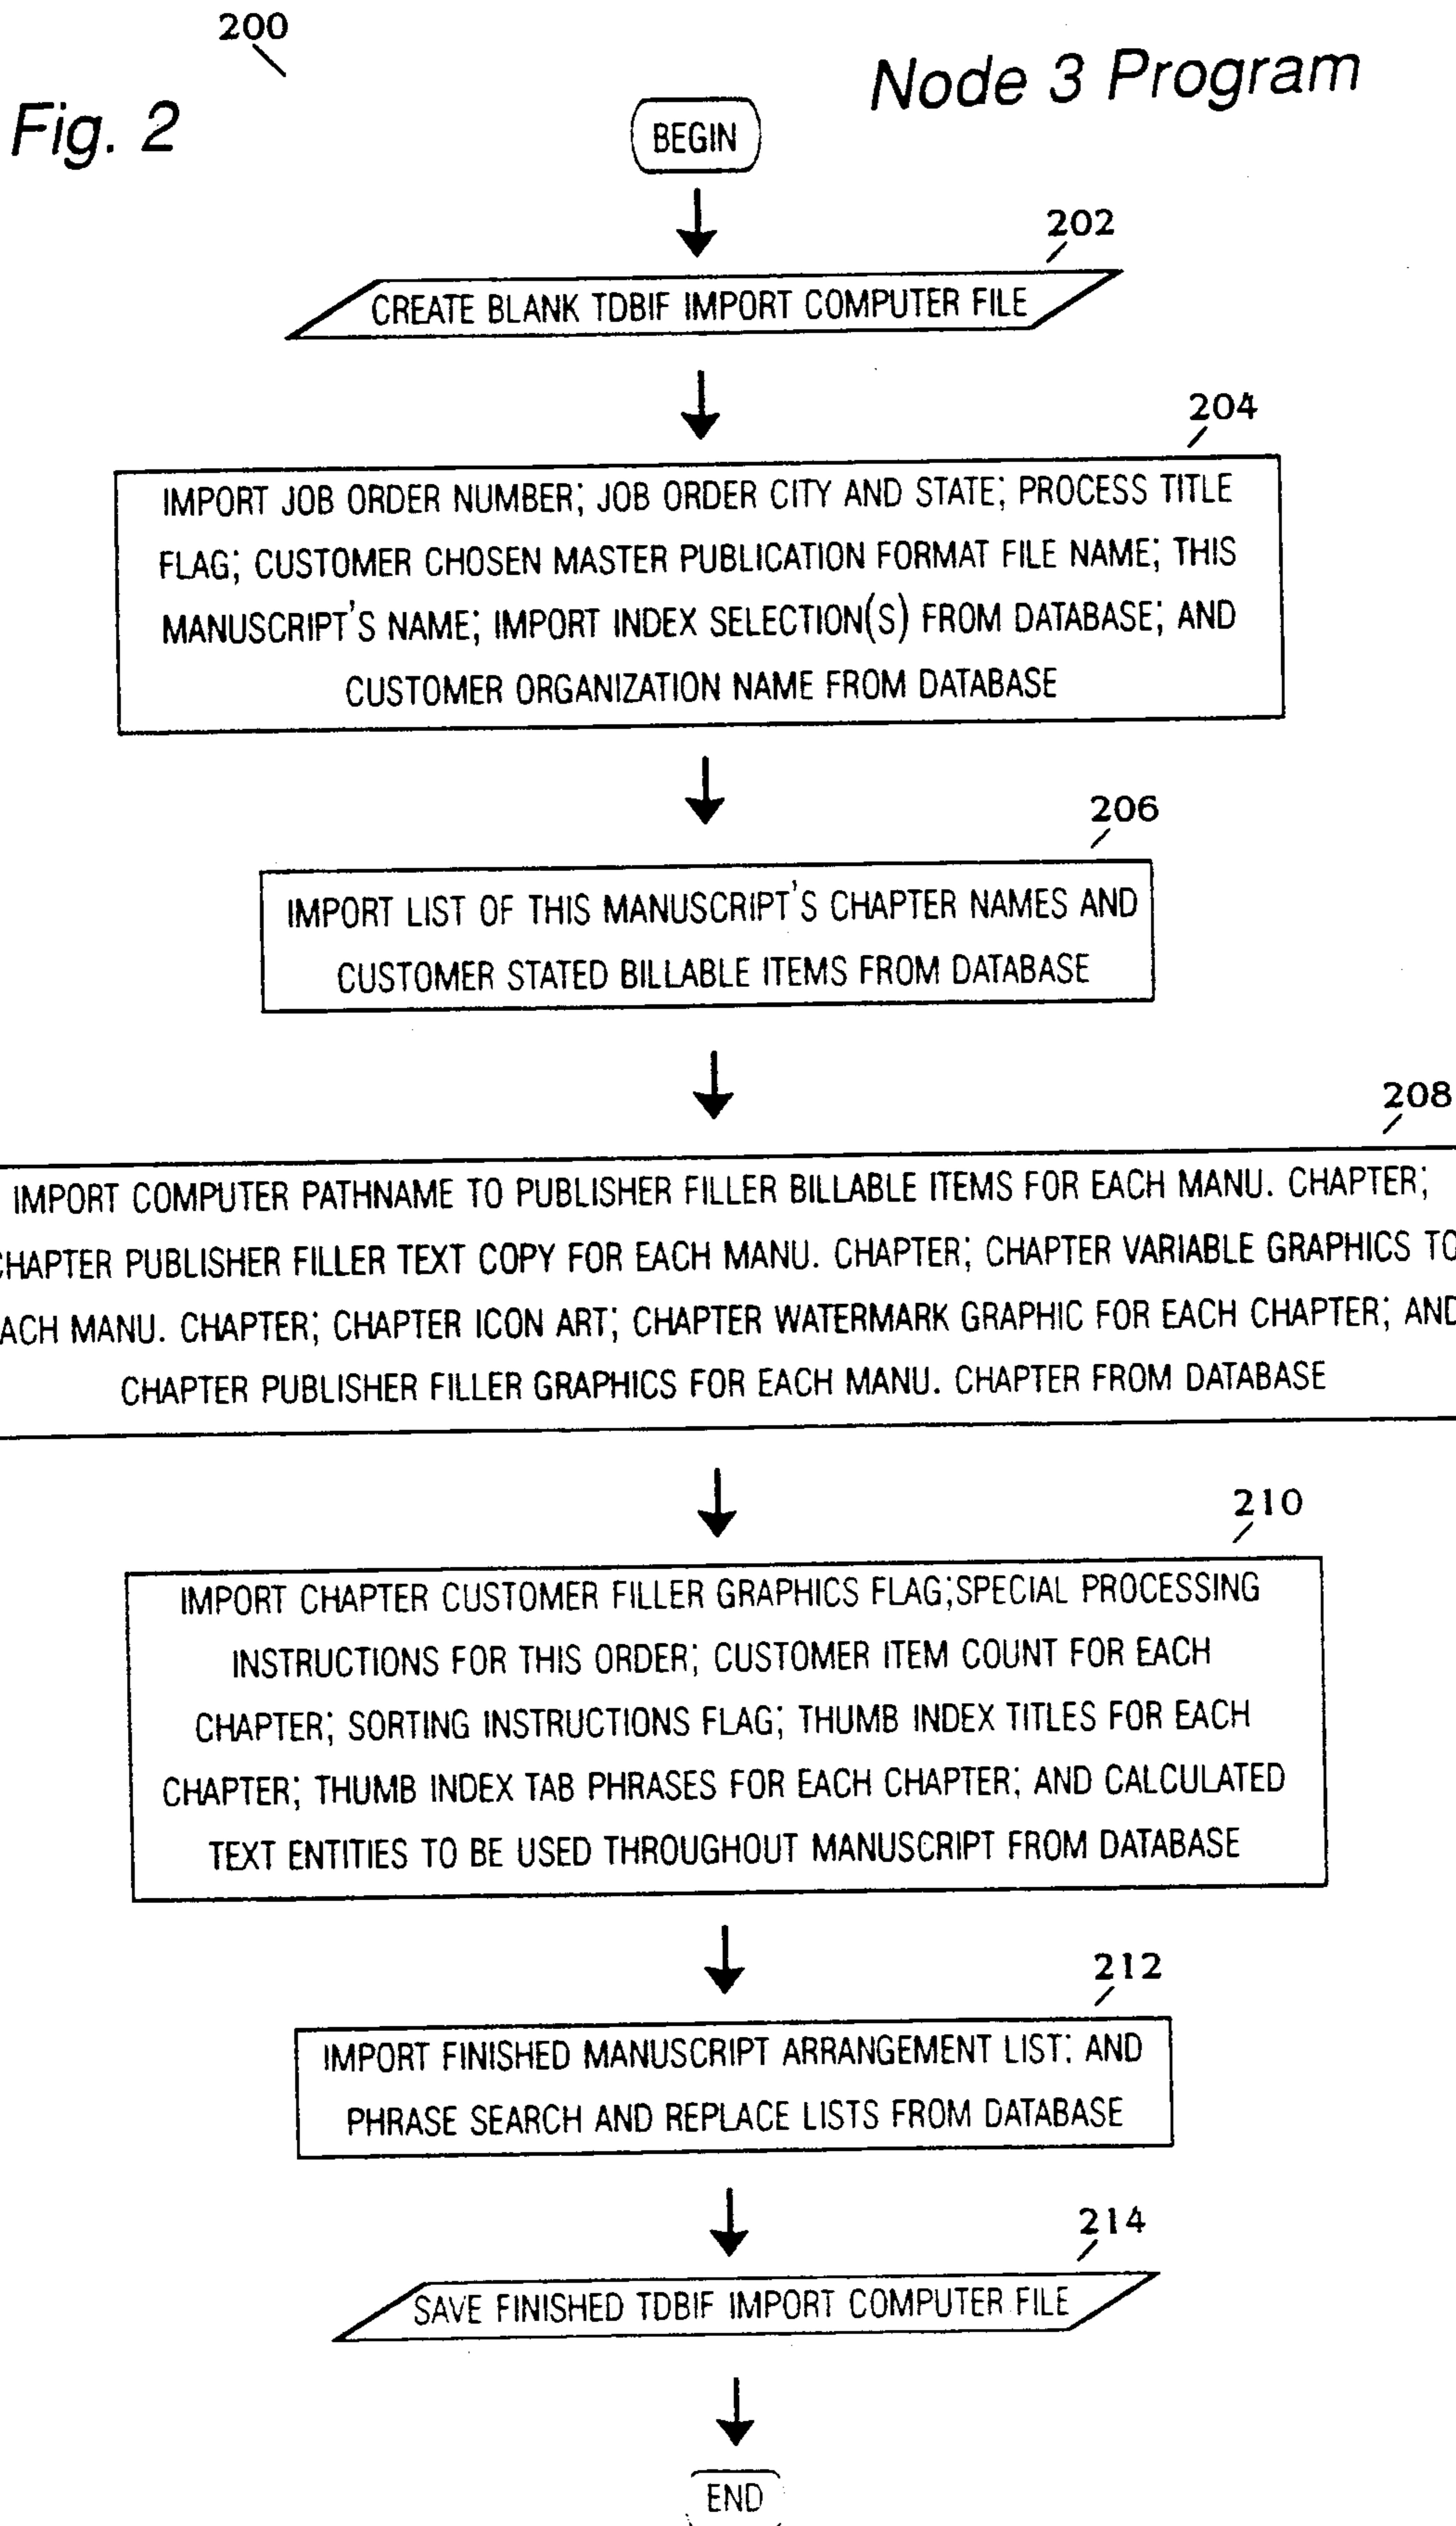 200
Fig. 2
Node 3 Program
BEGIN
202
CREATE BLANK TDBIF IMPORT COMPUTER FILE
204
IMPORT JOB ORDER NUMBER; JOB ORDER CITY AND STATE; PROCESS TITLE
FLAG; CUSTOMER CHOSEN MASTER PUBLICATION FORMAT FILE NAME; THIS
MANUSCRIPT'S NAME; IMPORT INDEX SELECTION(S) FROM DATABASE; AND
CUSTOMER ORGANIZATION NAME FROM DATABASE
206
IMPORT LIST OF THIS MANUSCRIPT'S CHAPTER NAMES AND
CUSTOMER STATED BILLABLE ITEMS FROM DATABASE
208
IMPORT COMPUTER PATHNAME TO PUBLISHER FILLER BILLABLE ITEMS FOR EACH MANU. CHAPTER;
CHAPTER PUBLISHER FILLER TEXT COPY FOR EACH MANU. CHAPTER; CHAPTER VARIABLE GRAPHICS TO
ACH MANU. CHAPTER; CHAPTER ICON ART; CHAPTER WATERMARK GRAPHIC FOR EACH CHAPTER; AND
CHAPTER PUBLISHER FILLER GRAPHICS FOR EACH MANU. CHAPTER FROM DATABASE
210
IMPORT CHAPTER CUSTOMER FILLER GRAPHICS FLAG;SPECIAL PROCESSING
INSTRUCTIONS FOR THIS ORDER; CUSTOMER ITEM COUNT FOR EACH
CHAPTER; SORTING INSTRUCTIONS FLAG; THUMB INDEX TITLES FOR EACH
CHAPTER; THUMB INDEX TAB PHRASES FOR EACH CHAPTER; AND CALCULATED
TEXT ENTITIES TO BE USED THROUGHOUT MANUSCRIPT FROM DATABASE
212
IMPORT FINISHED MANUSCRIPT ARRANGEMENT LIST; AND
PHRASE SEARCH AND REPLACE LISTS FROM DATABASE
214
SAVE FINISHED TDBIF IMPORT COMPUTER FILE
END